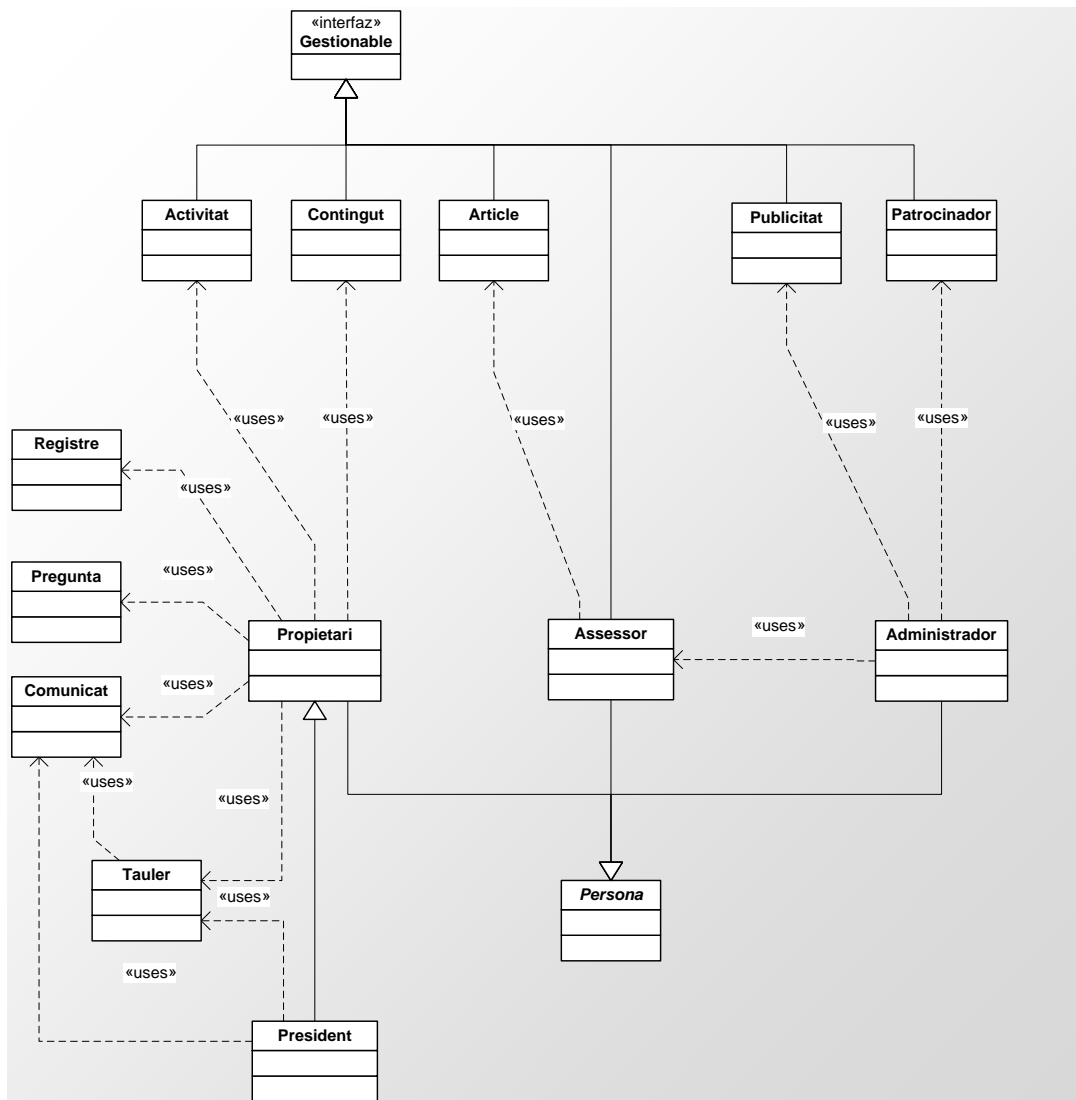 «interfaz»
Gestionable
Activitat
Contingut
Article
Publicitat
Patrocinador
«uses»
«uses»
«uses»
«uses»
«uses»
Registre
«uses»
Pregunta
«uses»
Propietari
Assessor
«uses»
Administrador
Comunicat
«uses»
«uses»
«uses»
Tauler
«uses»
Persona
«uses»
President